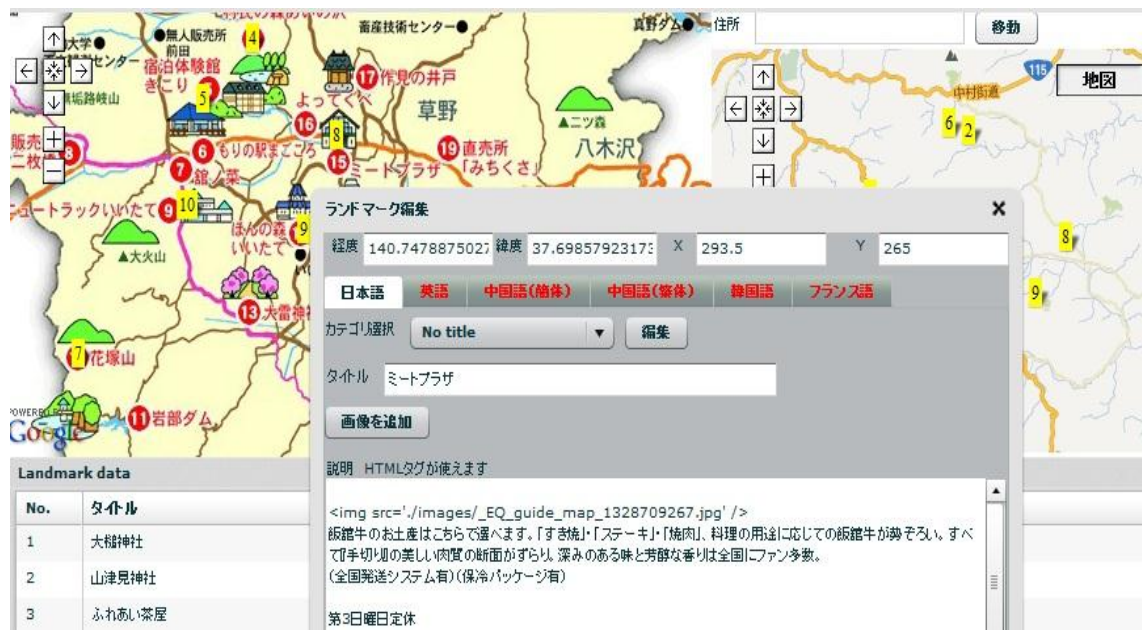 畜産技術センター
真野ダム
住所
移動
無人販売所
前田
4
宿泊体験館
きこり
5
17 作見の井戸
よってくべ
草野
二ツ森
16
8
八木沢
115
地図
中村街道
6
2
6 もりの駅まごころ
15 ミートプラザ
19 直売所
「みちくさ」
7 舘ノ菜
9
10
ほんの森
いいたて
9
大火山
13
7
花塚山
11 岩部ダム
POWERED
Google
8
9
ランドマーク編集
経度 140.7478875027 緯度 37.69857923173 X 293.5 Y 265
日本語 英語 中国語(簡体) 中国語(繁体) 韓国語 フランス語
カテゴリ選択 No title 編集
タイトル ミートプラザ
画像を追加
説明 HTMLタグが使えます
<img src='./images/_EQ_guide_map_1328709267.jpg' />
飯舘牛のお土産はこちらで選べます。「すき焼」・「ステーキ」・「焼肉」、料理の用途に応じての飯舘牛が勢ぞろい。すべ
て『手切り』の美しい肉質の断面がずらり。深みのある味と芳醇な香りは全国にファン多数。
(全国発送システム有)(保冷パッケージ有)
第3日曜日定休
Landmark data
No. タイトル
1 大槌神社
2 山津見神社
3 ふれあい茶屋